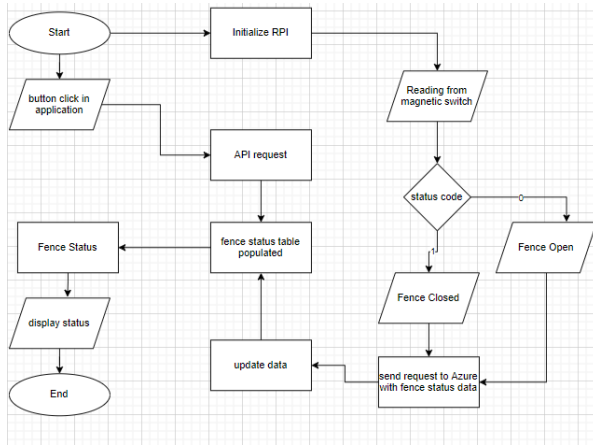 Start
Initialize RPI
button click in
application
Reading from
magnetic switch
API request
status code
0
1
Fence Status
fence status table
populated
Fence Open
Fence Closed
display status
update data
send request to Azure
with fence status data
End